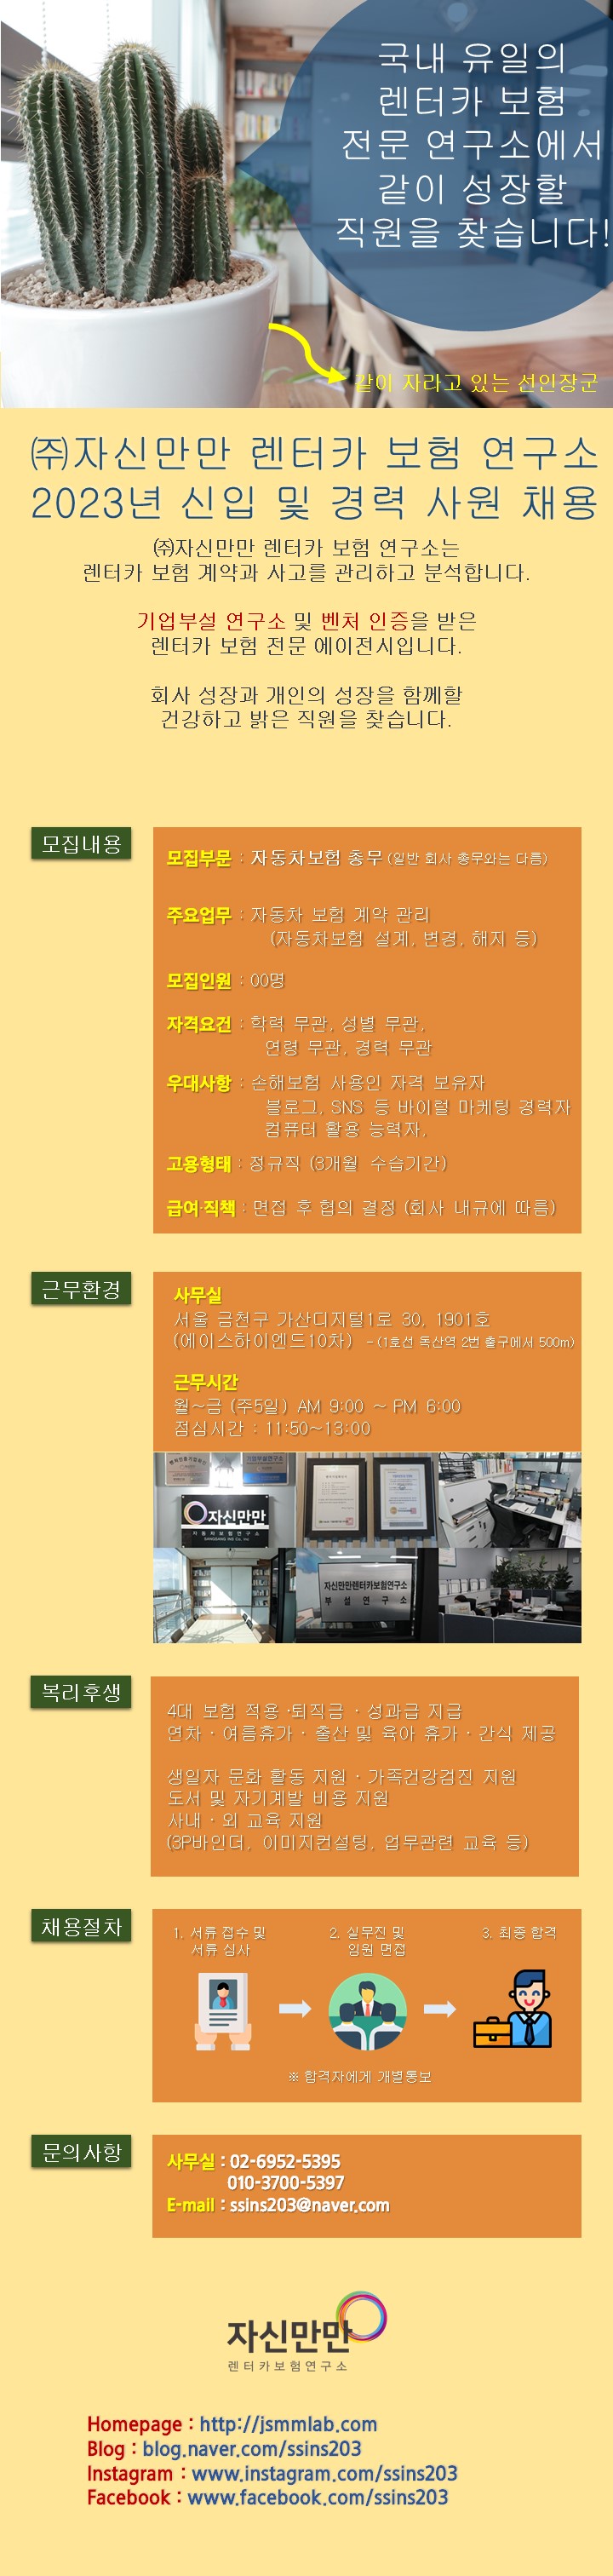 국내 유일의
렌터카 보험
전문 연구소에서
같이 성장할
직원을 찾습니다!
같이 자라고 있는 선인장군
㈜자신만만 렌터카 보험 연구소
2023년 신입 및 경력 사원 채용
㈜자신만만 렌터카 보험 연구소는
렌터카 보험 계약과 사고를 관리하고 분석합니다.
기업부설 연구소 및 벤처 인증을 받은
렌터카 보험 전문 에이전시입니다.
회사 성장과 개인의 성장을 함께할
건강하고 밝은 직원을 찾습니다.
모집내용
모집부문 : 자동차보험 총무 (일반 회사 총무와는 다름)
주요업무 : 자동차 보험 계약 관리
(자동차보험 설계, 변경, 해지 등)
모집인원 : 00명
자격요건 : 학력 무관, 성별 무관,
연령 무관, 경력 무관
우대사항 : 손해보험 사용인 자격 보유자
블로그, SNS 등 바이럴 마케팅 경력자
컴퓨터 활용 능력자,
고용형태 : 정규직 (3개월 수습기간)
급여·직책 : 면접 후 협의 결정 (회사 내규에 따름)
근무환경
사무실
서울 금천구 가산디지털1로 30, 1901호
(에이스하이엔드10차) - (1호선 독산역 2번 출구에서 500m)
근무시간
월~금 (주5일) AM 9:00 ~ PM 6:00
점심시간 : 11:50~13:00
기업부설연구소
자신만만
자동차보험연구소
자신만만렌터카보험연구소
부설연구소
복리후생
4대 보험 적용 ·퇴직금 · 성과급 지급
연차 · 여름휴가 · 출산 및 육아 휴가 · 간식 제공
생일자 문화 활동 지원 · 가족건강검진 지원
도서 및 자기계발 비용 지원
사내 · 외 교육 지원
(3P바인더, 이미지컨설팅, 업무관련 교육 등)
채용절차
1. 서류 접수 및
서류 심사
2. 실무진 및
임원 면접
3. 최종 합격
※ 합격자에게 개별통보
문의사항
사무실 : 02-6952-5395
010-3700-5397
E-mail : ssins203@naver.com
자신만만
렌터카보험연구소
Homepage : http://jsmmlab.com
Blog : blog.naver.com/ssins203
Instagram : www.instagram.com/ssins203
Facebook : www.facebook.com/ssins203